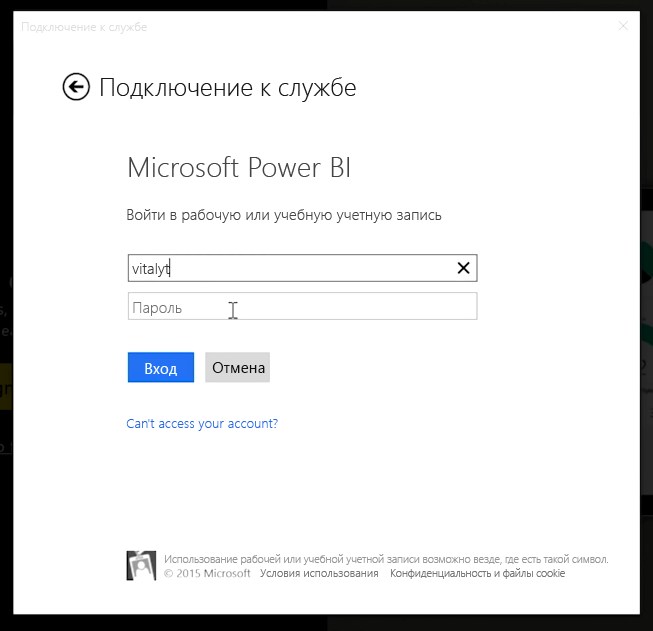 Подключение к службе
Подключение к службе
Microsoft Power BI
Войти в рабочую или учебную учетную запись
vitalyt
Пароль
Вход Отмена
Can't access your account?
Использование рабочей или учебной учетной записи возможно везде, где есть такой символ.
© 2015 Microsoft Условия использования Конфиденциальность и файлы cookie